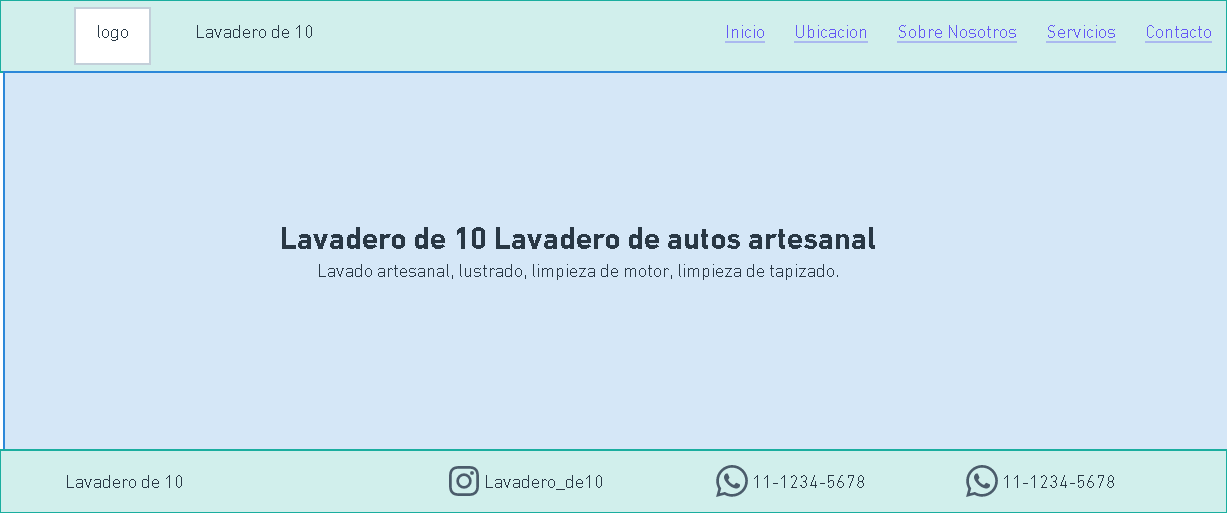 logo
Lavadero de 10
Inicio
Ubicacion
Sobre Nosotros
Servicios
Contacto
Lavadero de 10 Lavadero de autos artesanal
Lavado artesanal, lustrado, limpieza de motor, limpieza de tapizado.
Lavadero de 10
Lavadero_de10
11-1234-5678
11-1234-5678